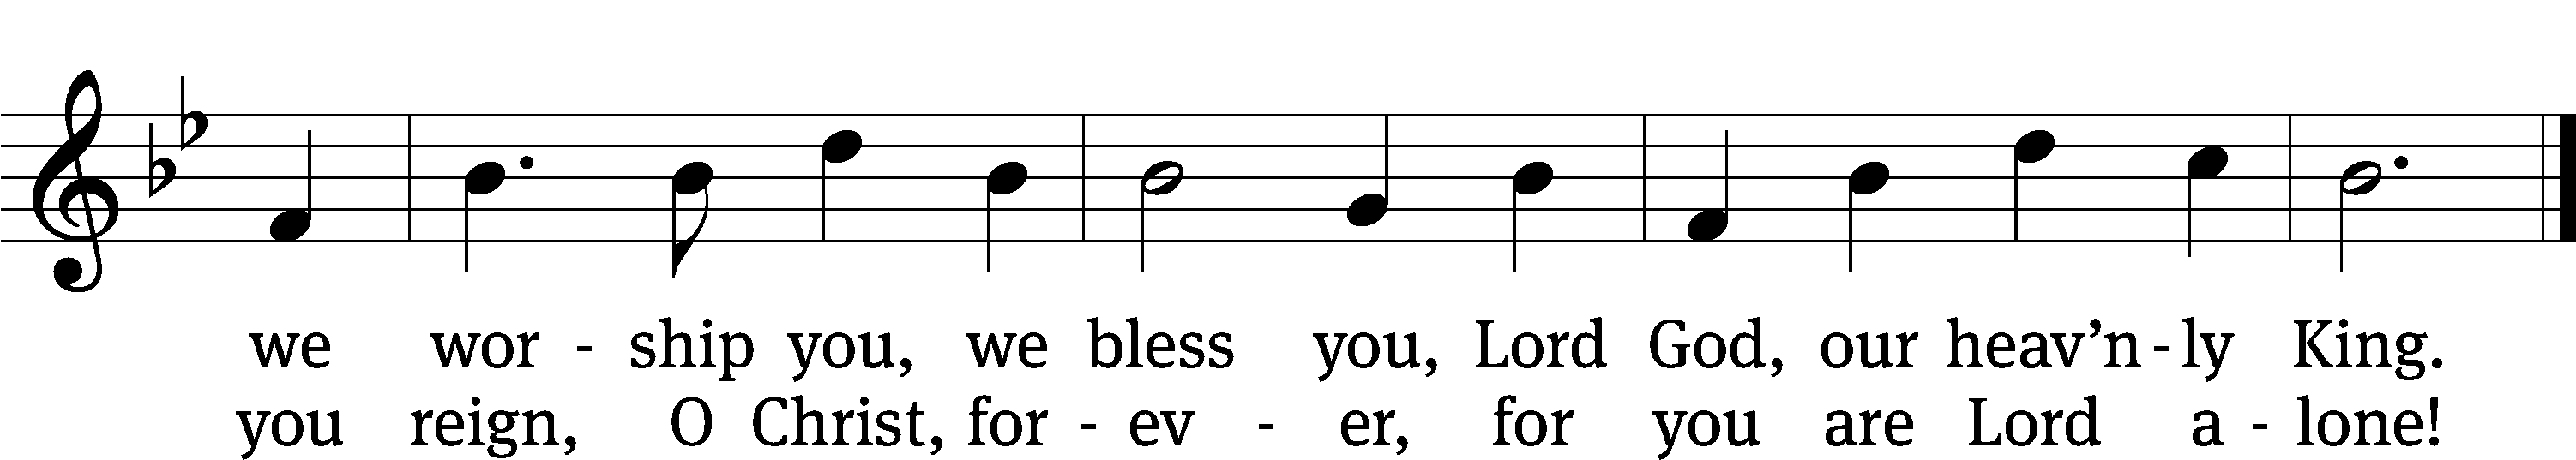 we wor - ship you, we bless you, Lord God, our heav’n - ly King.
you reign, O Christ, for - ev - er, for you are Lord a - lone!